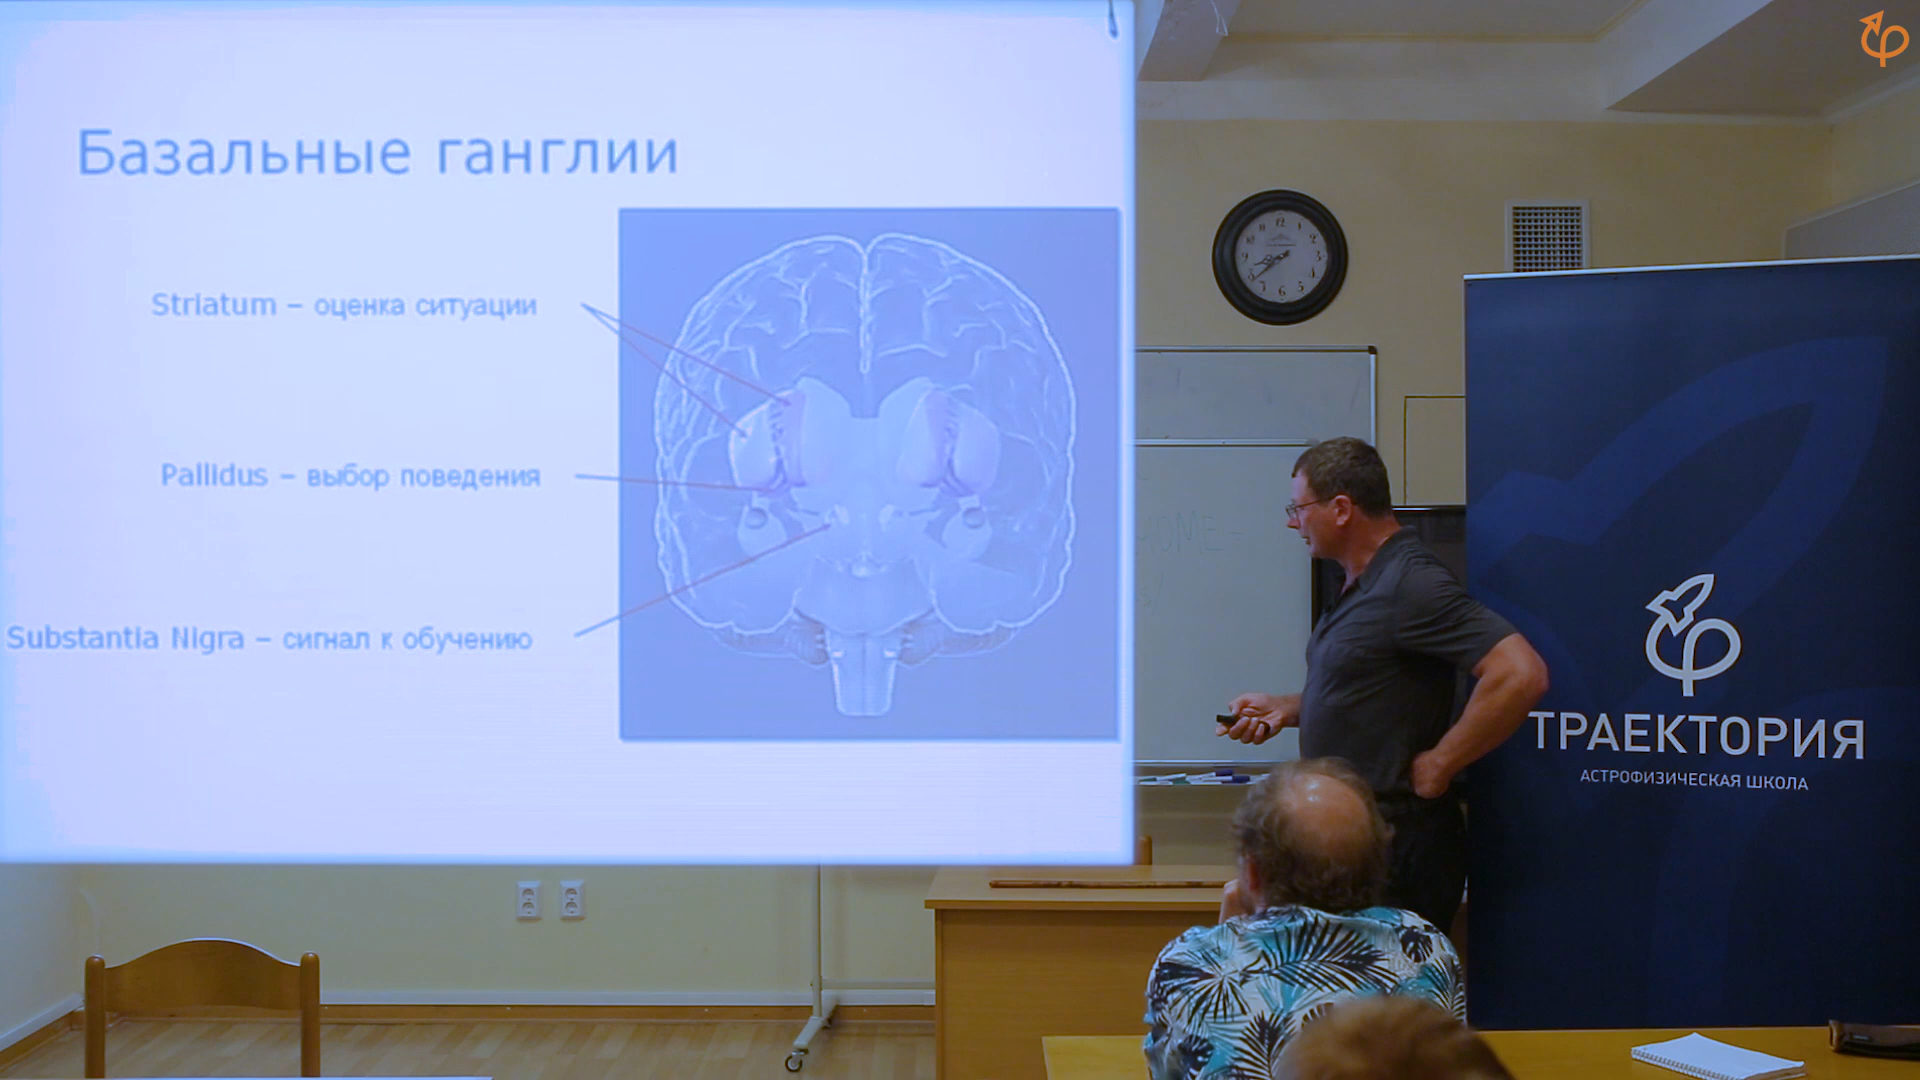 Базальные ганглии
Striatum – оценка ситуации
Pallidus – выбор поведения
Substantia Nigra – сигнал к обучению
ТРАЕКТОРИЯ
АСТРОФИЗИЧЕСКАЯ ШКОЛА